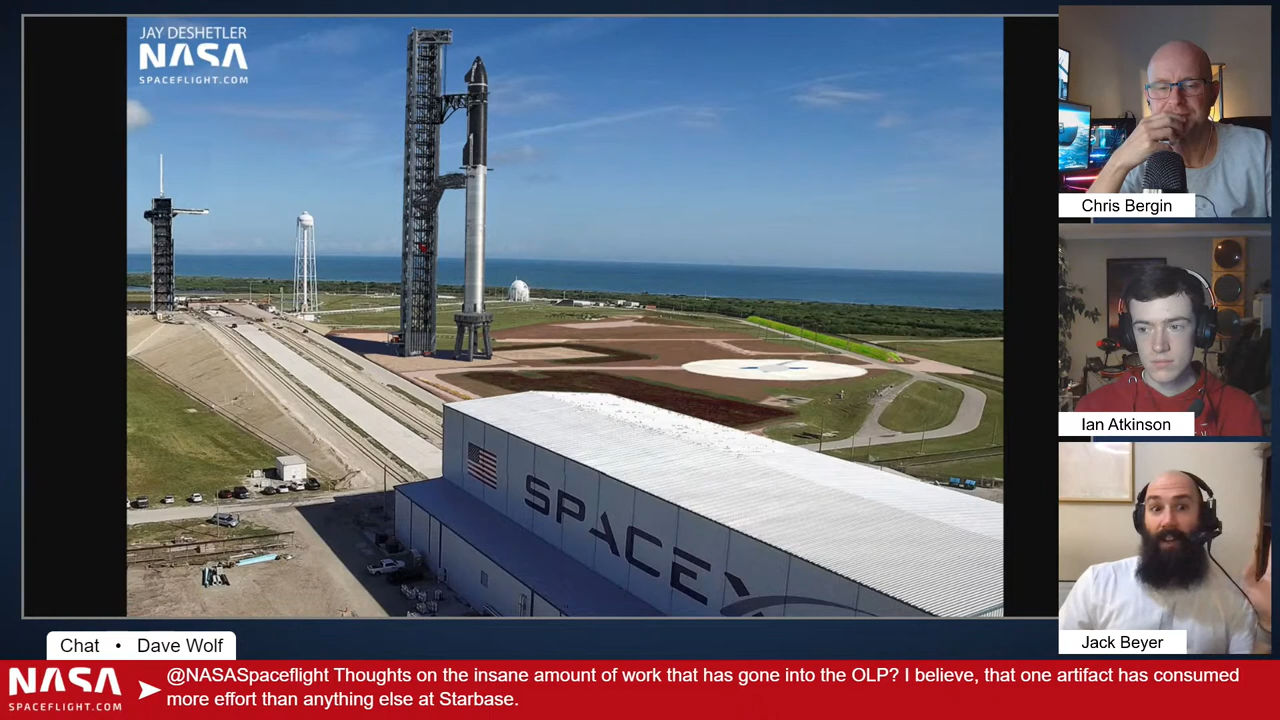 JAY DESHETLER
NASA
SPACEFLIGHT.COM
Chris Bergin
Ian Atkinson
SPACEX
Jack Beyer
Chat • Dave Wolf
NASA
SPACEFLIGHT.COM
@NASASpaceflight Thoughts on the insane amount of work that has gone into the OLP? I believe, that one artifact has consumed
more effort than anything else at Starbase.